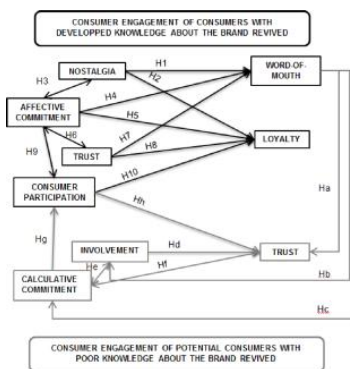 CONSUMER ENGAGEMENT OF CONSUMERS WITH
DEVELOPPED KNOWLEDGE ABOUT THE BRAND REVIVED
NOSTALGIA
H1
WORD-OF-
MOUTH
H2
H3
H4
AFFECTIVE
COMMITMENT
H5
LOYALTY
H6
H7
TRUST
H8
H9
H10
CONSUMER
PARTICIPATION
Hh
Ha
Hg
INVOLVEMENT
Hd
TRUST
He
Hf
Hb
CALCULATIVE
COMMITMENT
Hc
CONSUMER ENGAGEMENT OF POTENTIAL CONSUMERS WITH
POOR KNOWLEDGE ABOUT THE BRAND REVIVED